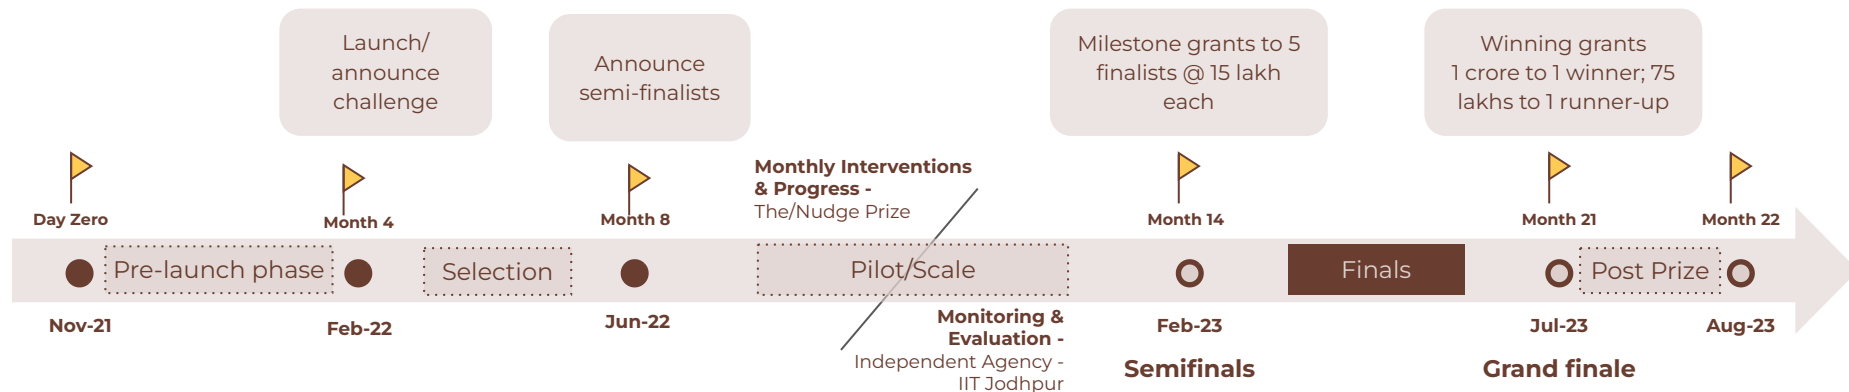 Launch/
announce
challenge
Announce
semi-finalists
Milestone grants to 5
finalists @ 15 lakh
each
Winning grants
1 crore to 1 winner; 75
lakhs to 1 runner-up
Day Zero
Month 4
Month 8
Monthly Interventions
& Progress -
The/Nudge Prize
Month 14
Month 21
Month 22
Pre-launch phase
Selection
Pilot/Scale
Finals
Post Prize
Nov-21
Feb-22
Jun-22
Monitoring &
Evaluation -
Independent Agency -
IIT Jodhpur
Feb-23
Jul-23
Aug-23
Semifinals
Grand finale